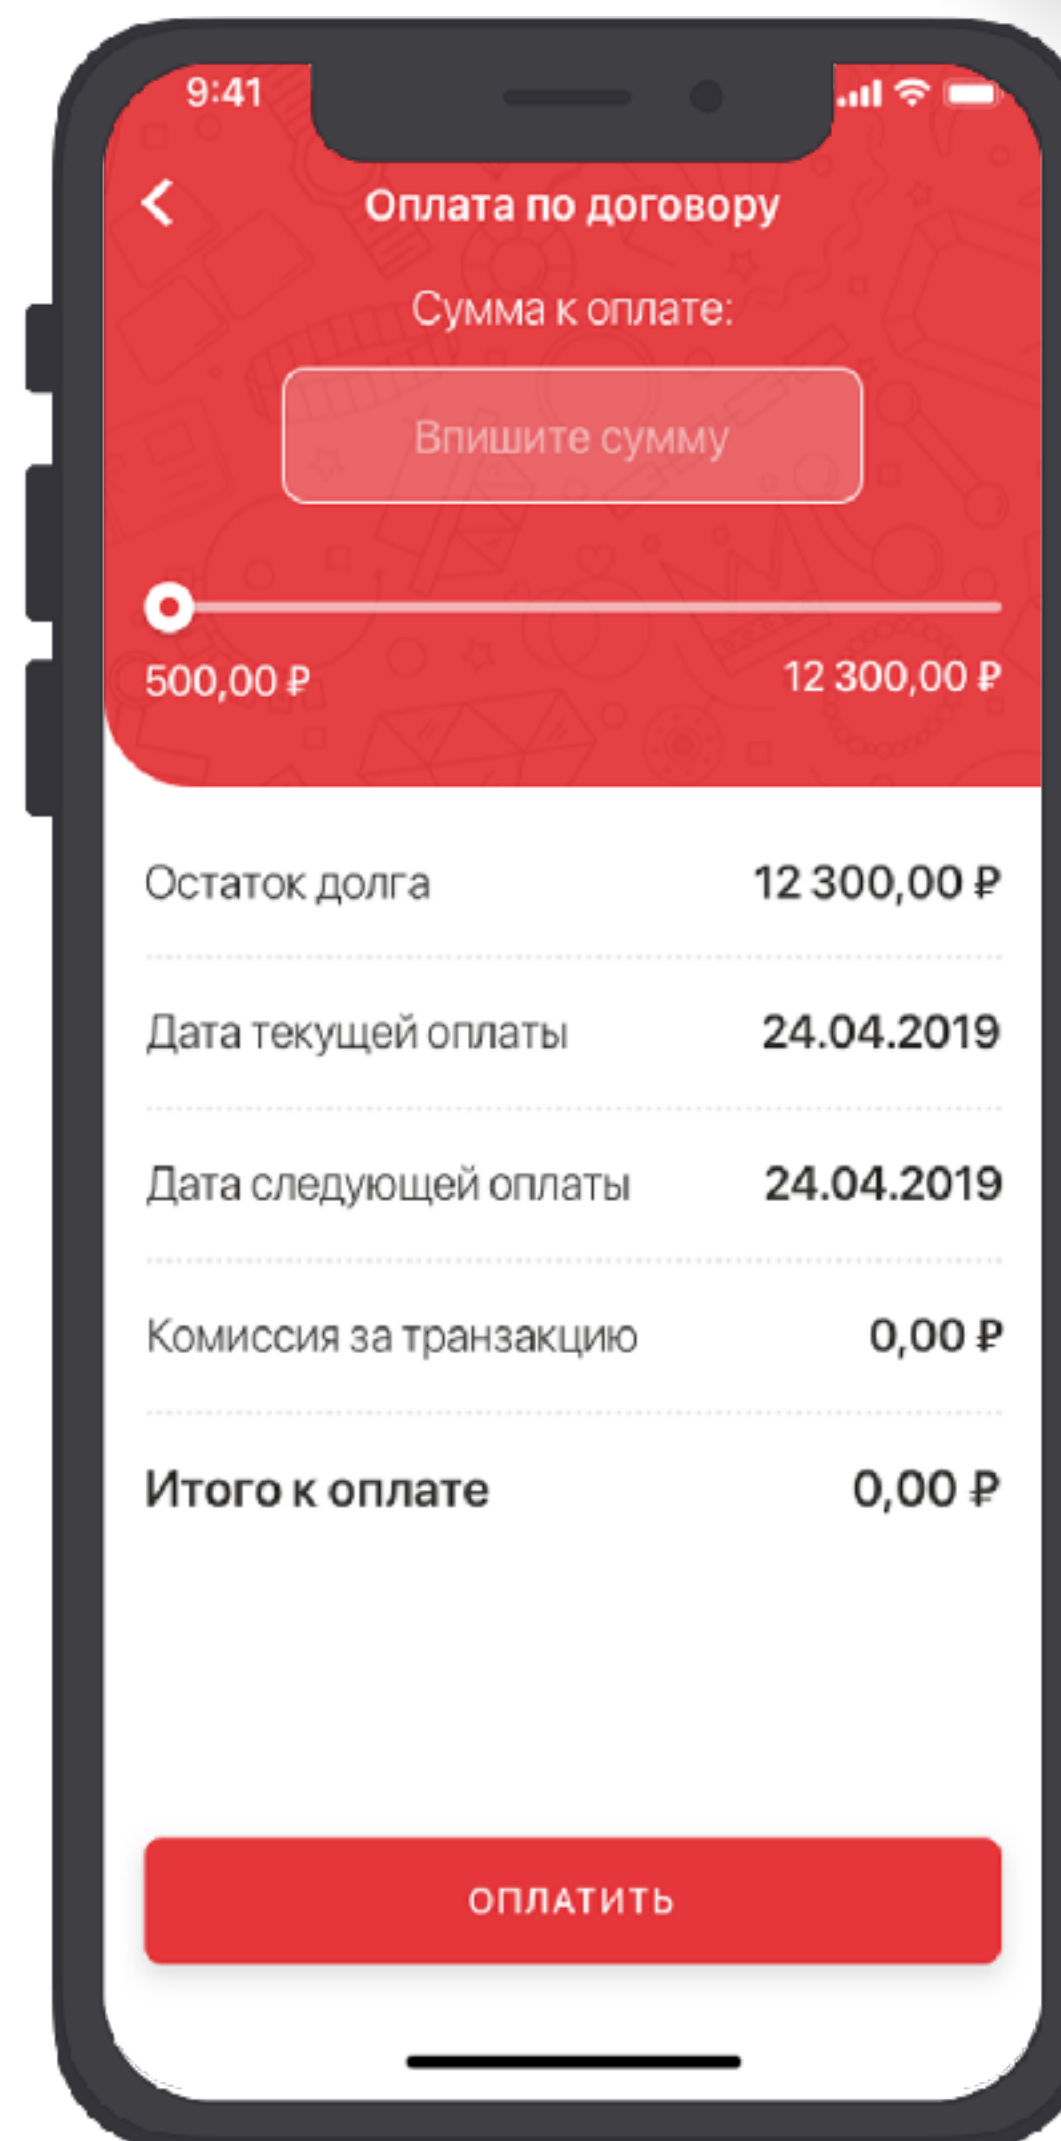 9:41
Оплата по договору
Сумма к оплате:
Впишите сумму
500,00 ₽ 12 300,00 ₽
Остаток долга 12 300,00 ₽
Дата текущей оплаты 24.04.2019
Дата следующей оплаты 24.04.2019
Комиссия за транзакцию 0,00 ₽
Итого к оплате 0,00 ₽
ОПЛАТИТЬ